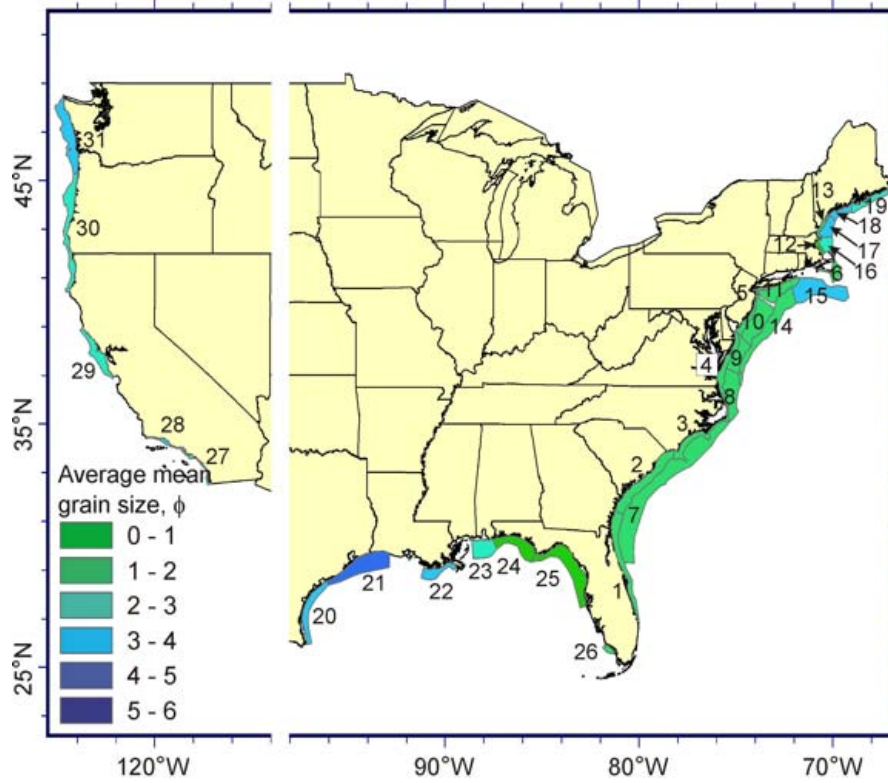 13
19
18
17
16
12
6
5
11
15
10
14
4
9
8
3
2
7
1
31
30
29
28
27
20
21
22
23
24
25
26
45°N
35°N
25°N
Average mean
grain size, ϕ
0 - 1
1 - 2
2 - 3
3 - 4
4 - 5
5 - 6
120°W
90°W
80°W
70°W